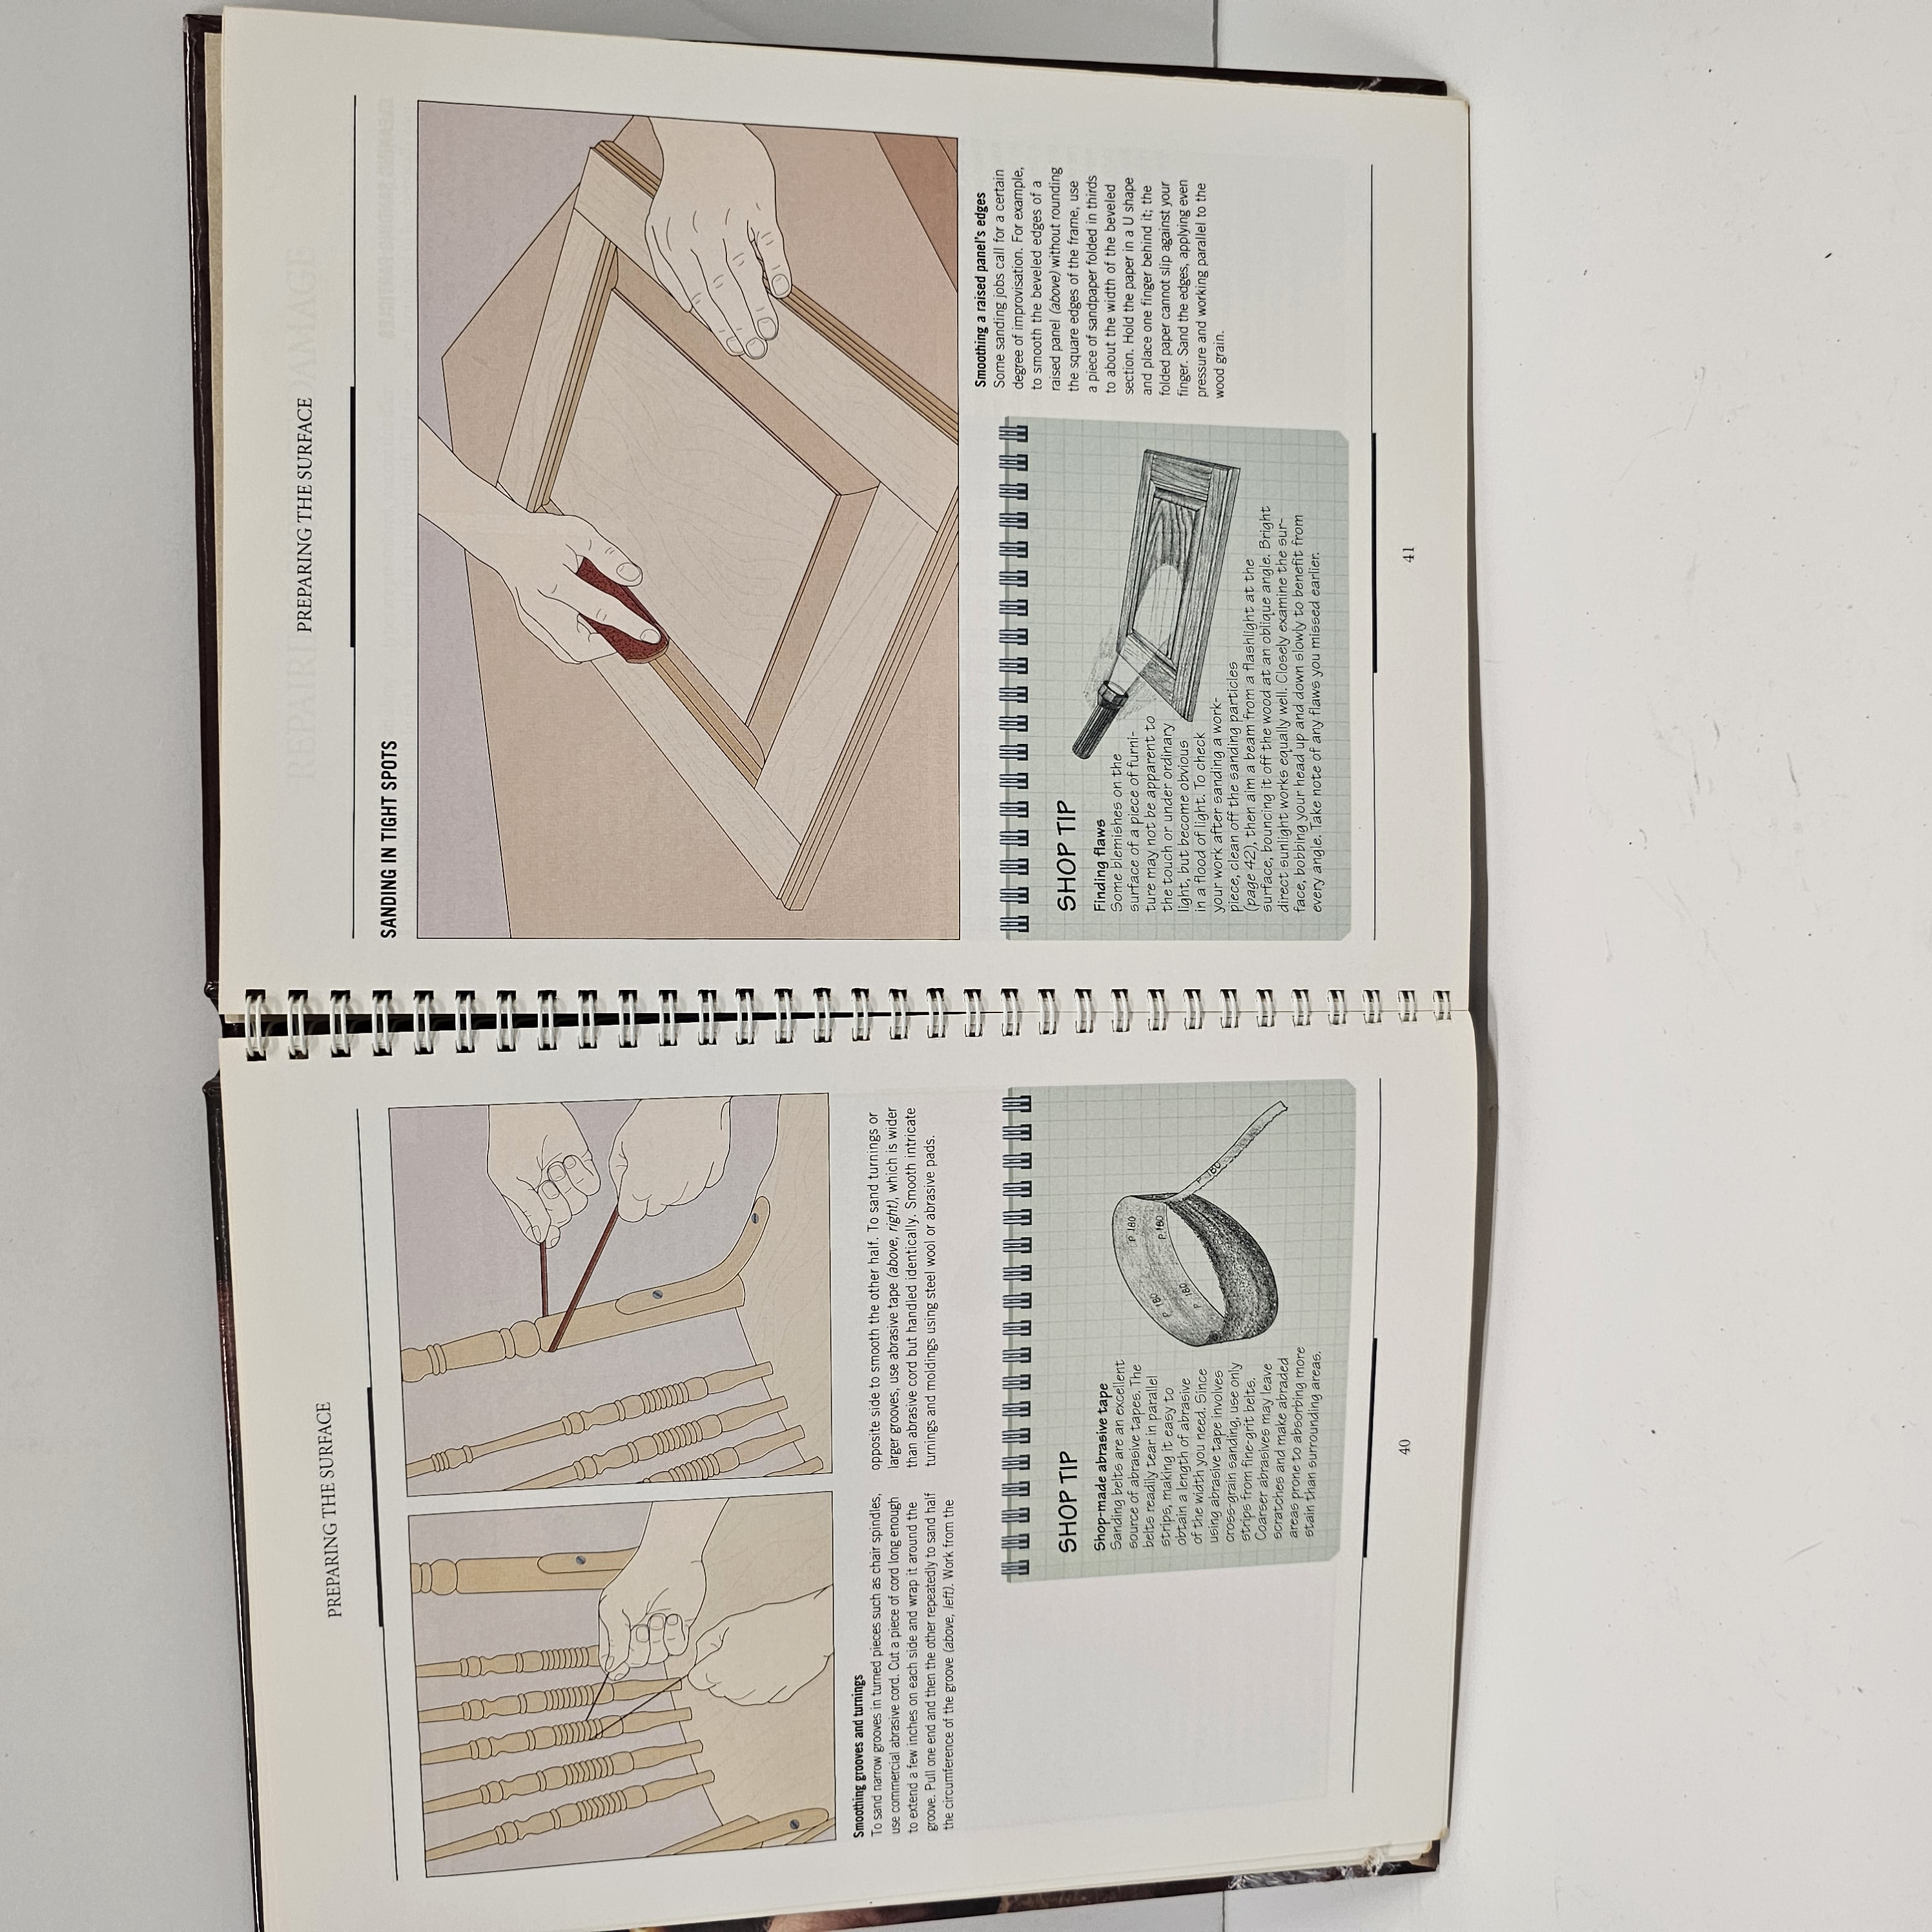 PREPARING THE SURFACE
Smoothing grooves and turnings
To sand narrow grooves in turned pieces such as chair spindles,
use commercial abrasive cord. Cut a piece of cord long enough
to extend a few inches on each side and wrap it around the
groove. Pull one end and then the other repeatedly to sand half
the circumference of the groove (above, left). Work from the
opposite side to smooth the other half. To sand turnings or
larger grooves, use abrasive tape (above, right), which is wider
than abrasive cord but handled identically. Smooth intricate
turnings and moldings using steel wool or abrasive pads.
SHOP TIP
Shop-made abrasive tape
Sanding belts are an excellent
source of abrasive tapes. The
belts readily tear in parallel
strips, making it easy to
obtain a length of abrasive
of the width you need. Since
using abrasive tape involves
cross-grain sanding, use only
strips from fine-grit belts.
Coarser abrasives may leave
scratches and make abraded
areas prone to absorbing more
stain than surrounding areas.
P 180
P 180
P 180
P 180
P 180
40
PREPARING THE SURFACE
SANDING IN TIGHT SPOTS
SHOP TIP
Finding flaws
Some blemishes on the
surface of a piece of furni-
ture may not be apparent to
the touch or under ordinary
light, but become obvious
in a flood of light. To check
your work after sanding a work-
piece, clean off the sanding particles
(page 42), then aim a beam from a flashlight at the
surface, bouncing it off the wood at an oblique angle. Bright
direct sunlight works equally well. Closely examine the sur-
face, bobbing your head up and down slowly to benefit from
every angle. Take note of any flaws you missed earlier.
Smoothing a raised panel's edges
Some sanding jobs call for a certain
degree of improvisation. For example,
to smooth the beveled edges of a
raised panel (above) without rounding
the square edges of the frame, use
a piece of sandpaper folded in thirds
to about the width of the beveled
section. Hold the paper in a U shape
and place one finger behind it; the
folded paper cannot slip against your
finger. Sand the edges, applying even
pressure and working parallel to the
wood grain.
41